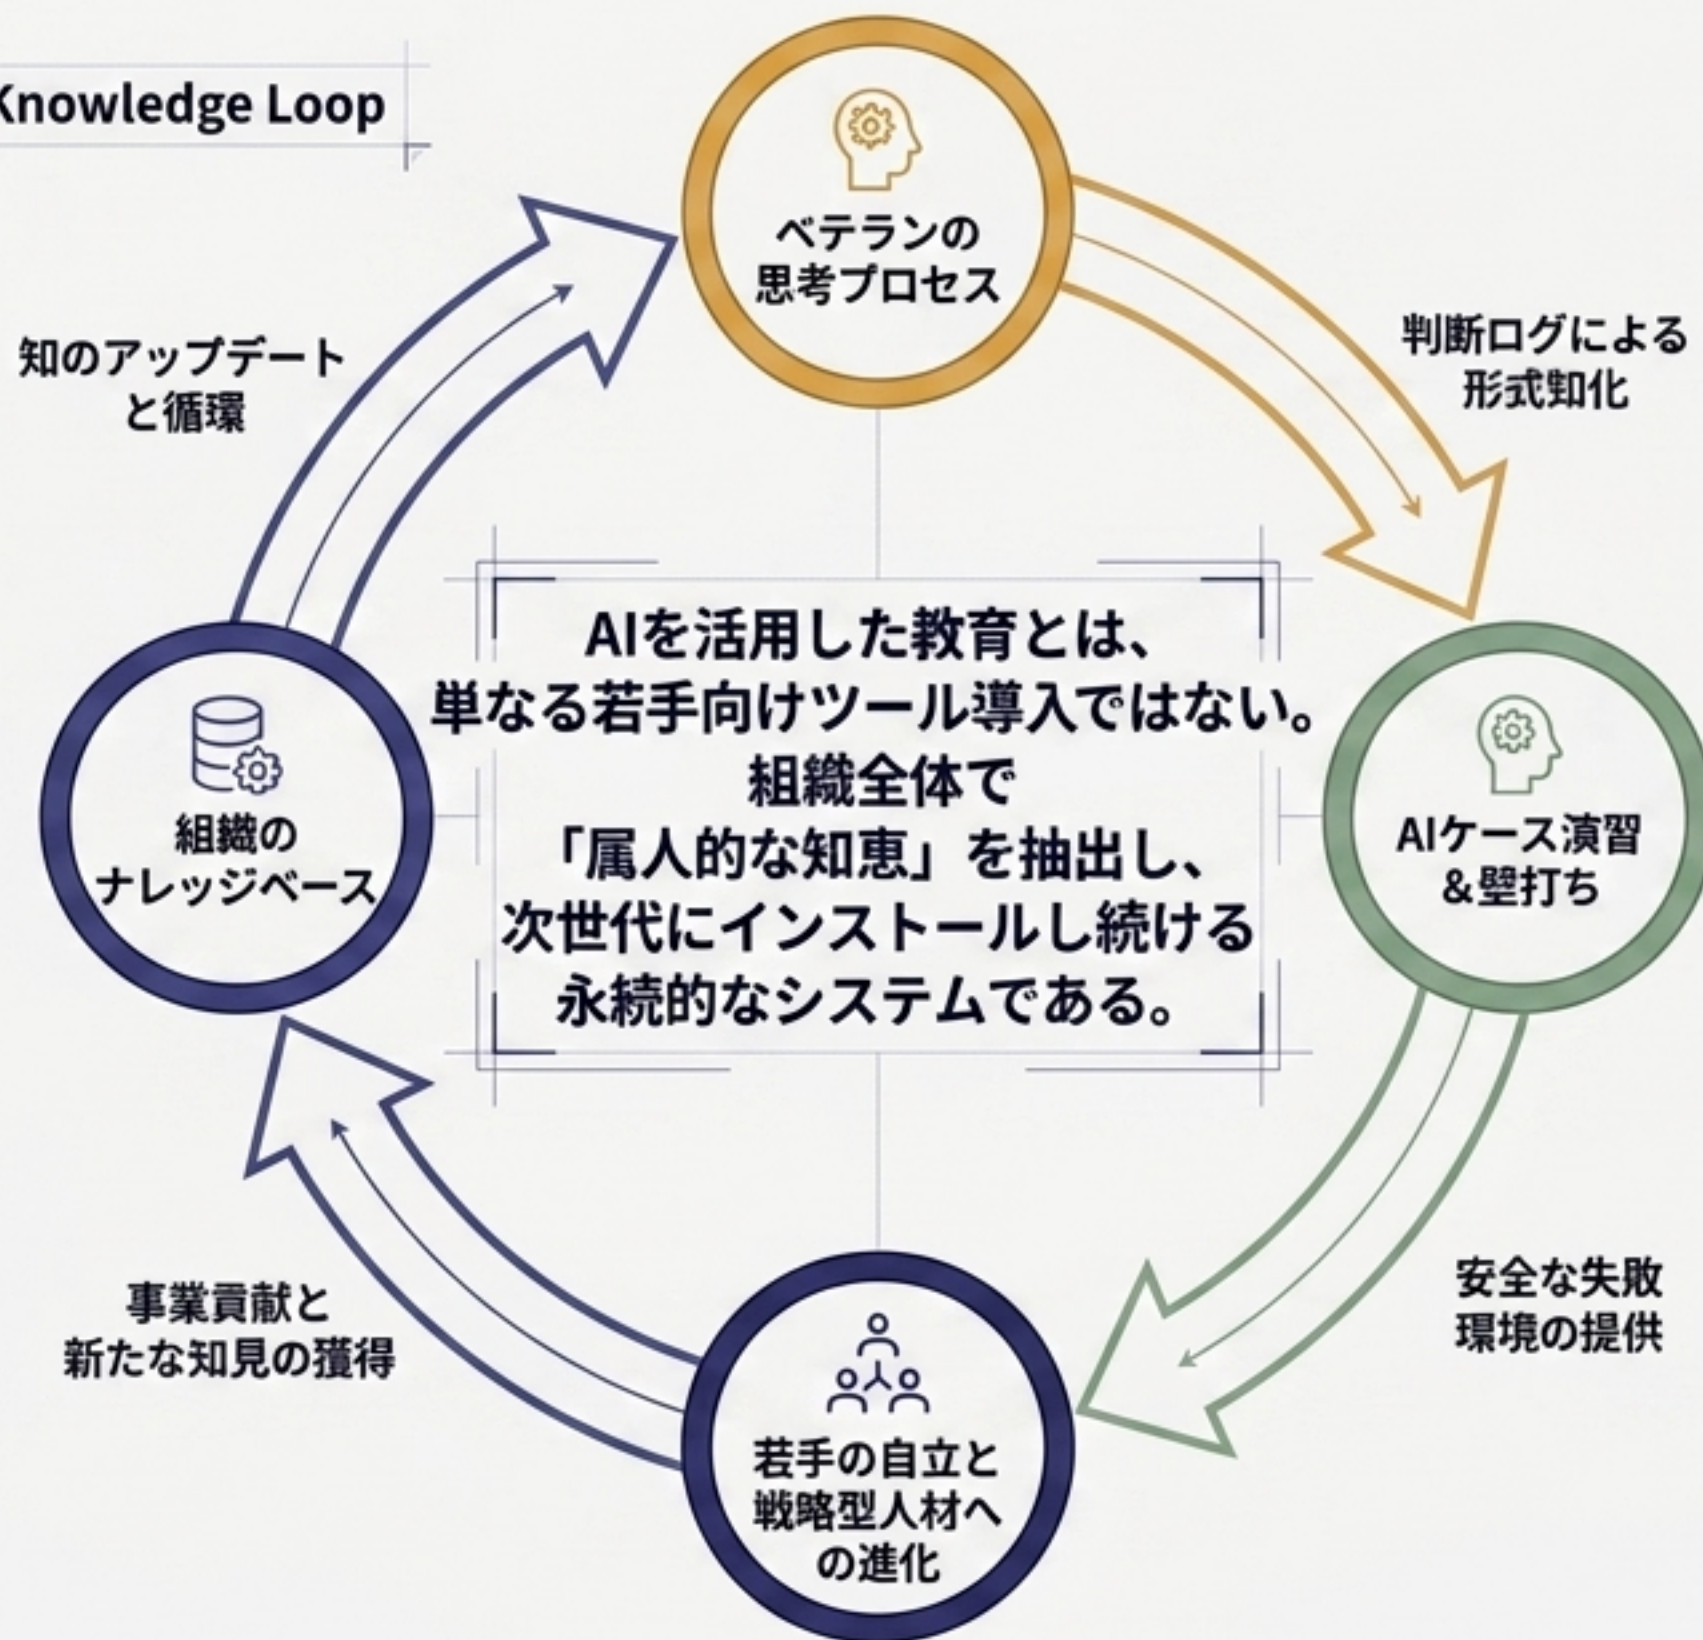 Knowledge Loop
ベテランの
思考プロセス
判断ログによる
形式知化
AIケース演習
&壁打ち
安全な失敗
環境の提供
若手の自立と
戦略型人材へ
の進化
事業貢献と
新たな知見の獲得
組織の
ナレッジベース
知のアップデート
と循環
AIを活用した教育とは、
単なる若手向けツール導入ではない。
組織全体で
「属人的な知恵」を抽出し、
次世代にインストールし続ける
永続的なシステムである。